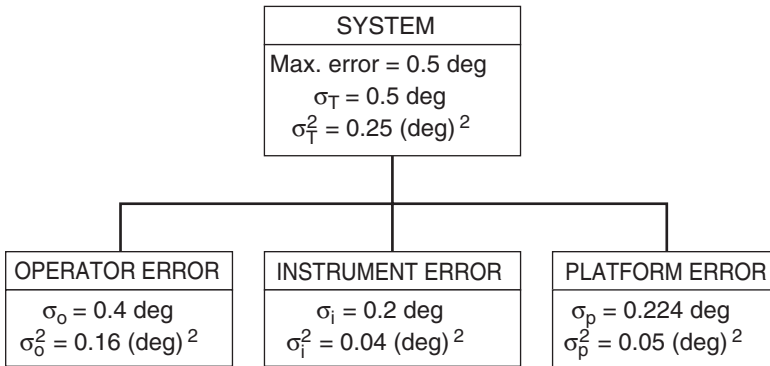 SYSTEM
Max. error = 0.5 deg
σT = 0.5 deg
σT² = 0.25 (deg) ²
OPERATOR ERROR
σo = 0.4 deg
σo² = 0.16 (deg) ²
INSTRUMENT ERROR
σi = 0.2 deg
σi² = 0.04 (deg) ²
PLATFORM ERROR
σp = 0.224 deg
σp² = 0.05 (deg) ²